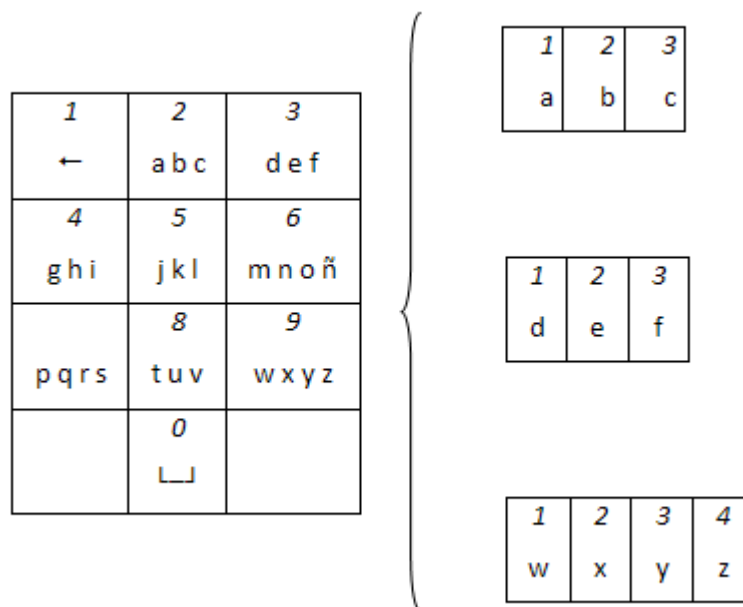 1 2 3
← a b c d e f
4 5 6
g h i j k l m n o ñ
8 9
p q r s t u v w x y z
0
⌴
1 2 3
a b c
1 2 3
d e f
1 2 3 4
w x y z